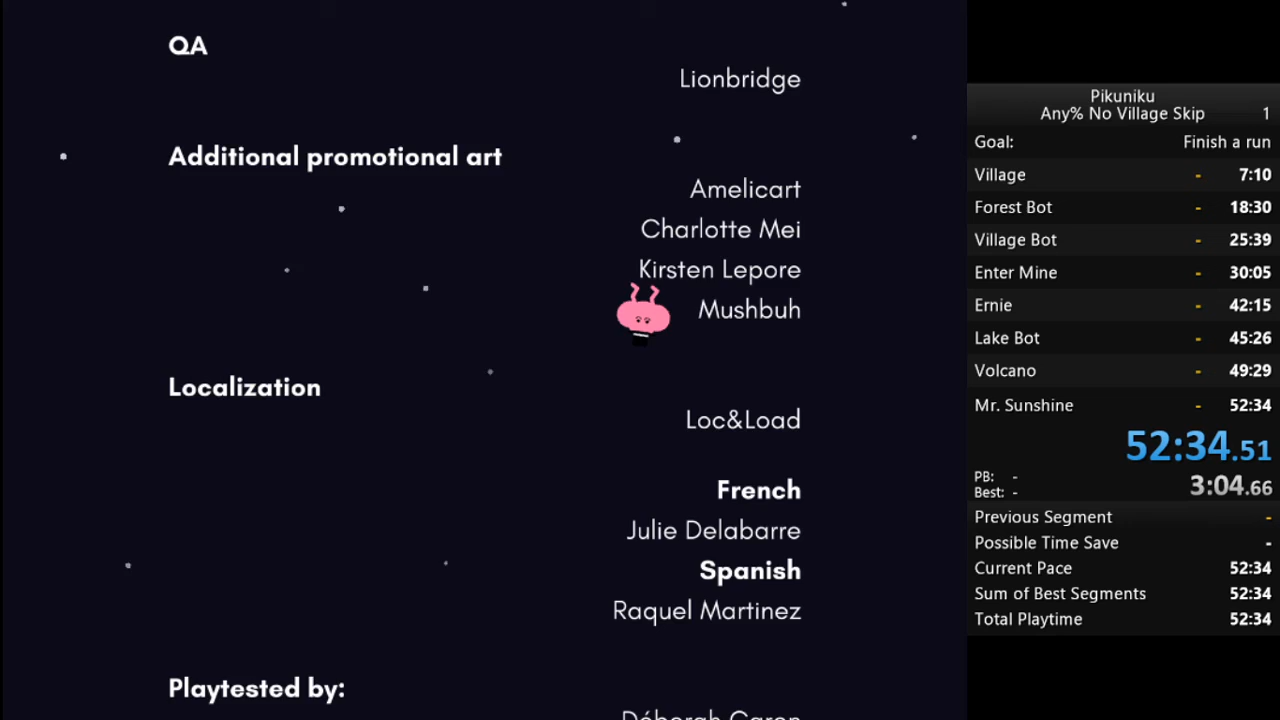 QA
Lionbridge
Additional promotional art
Amelicart
Charlotte Mei
Kirsten Lepore
Mushbuh
Localization
Loc&Load
French
Julie Delabarre
Spanish
Raquel Martinez
Playtested by:
Déborah Caron
Pikuniku
Any% No Village Skip 1
Goal: Finish a run
Village - 7:10
Forest Bot - 18:30
Village Bot - 25:39
Enter Mine - 30:05
Ernie - 42:15
Lake Bot - 45:26
Volcano - 49:29
Mr. Sunshine - 52:34
52:34.51
PB: -
Best: -
3:04.66
Previous Segment -
Possible Time Save -
Current Pace 52:34
Sum of Best Segments 52:34
Total Playtime 52:34